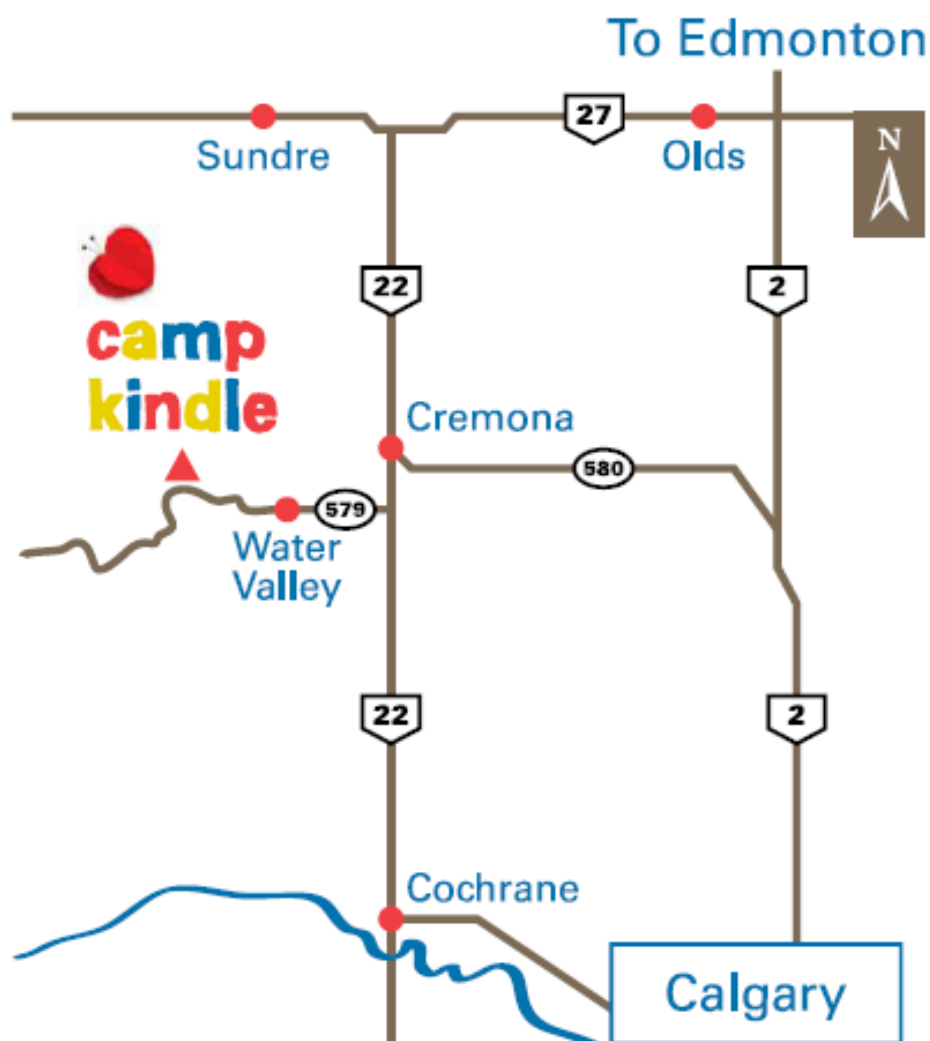 To Edmonton
27
Sundre
Olds
N
22
2
camp
kindle
Cremona
580
579
Water
Valley
22
2
Cochrane
Calgary